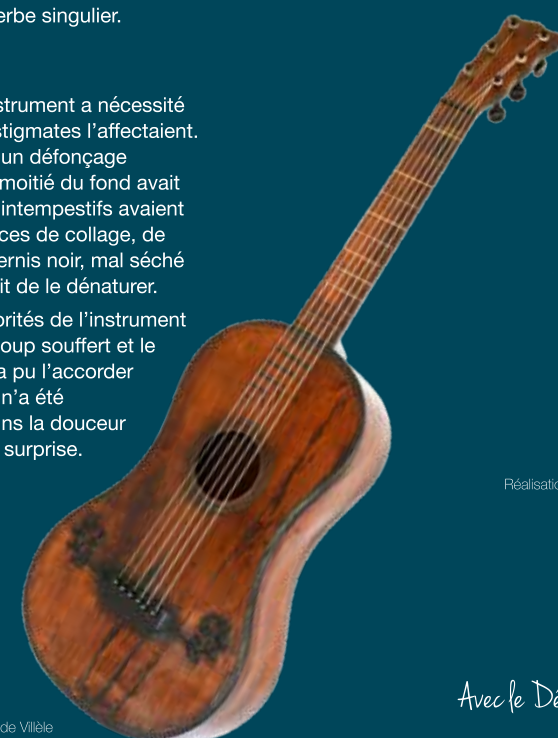 erbe singulier.
strument a nécessité
stigmates l’affectaient.
un défonçage
moitié du fond avait
intempestifs avaient
ces de collage, de
ernis noir, mal séché
it de le dénaturer.
orités de l’instrument
oup souffert et le
a pu l’accorder
n’a été
ns la douceur
surprise.
Réalisatio
Avec le Dé
de Villèle